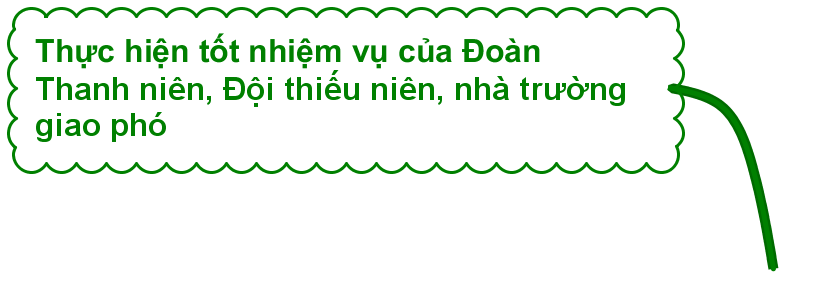 Thực hiện tốt nhiệm vụ của Đoàn
Thanh niên, Đội thiếu niên, nhà trường
giao phó